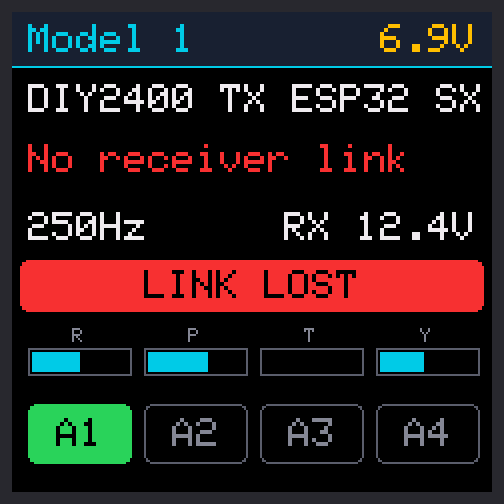 Model 1 6.9V
DIY2400 TX ESP32 SX
No receiver link
250Hz RX 12.4V
LINK LOST
R P T Y
A1 A2 A3 A4